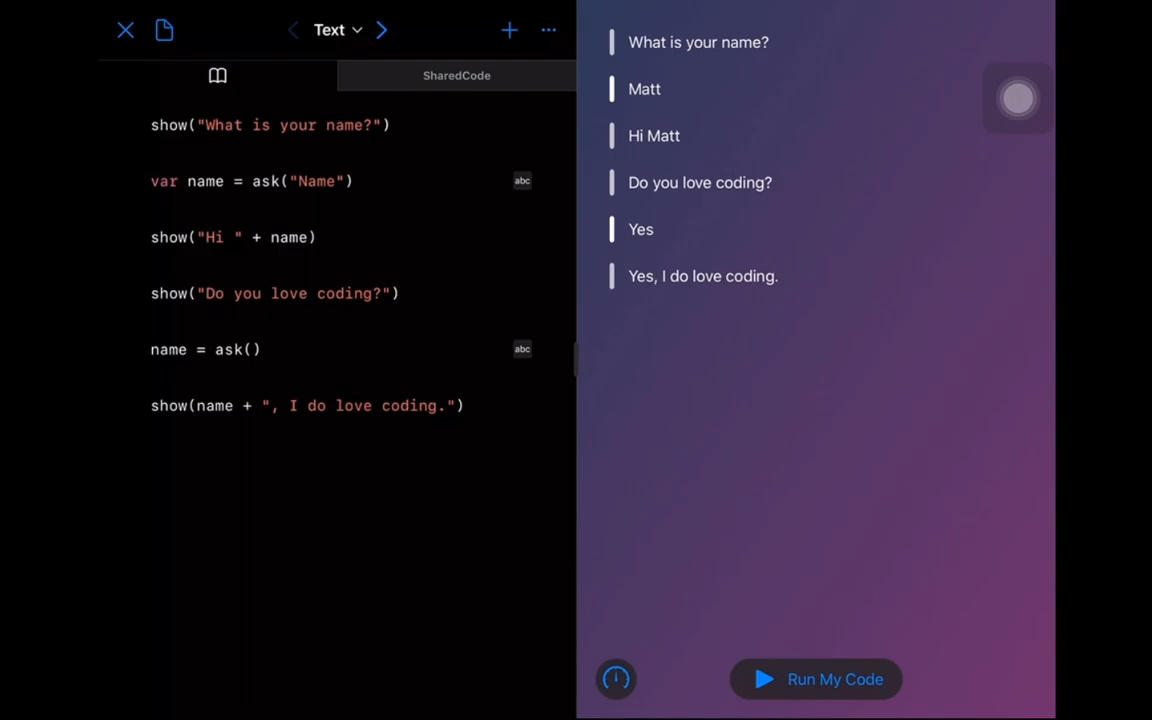 Text
SharedCode
show("What is your name?")
var name = ask("Name")
abc
show("Hi " + name)
show("Do you love coding?")
name = ask()
abc
show(name + ", I do love coding.")
What is your name?
Matt
Hi Matt
Do you love coding?
Yes
Yes, I do love coding.
Run My Code